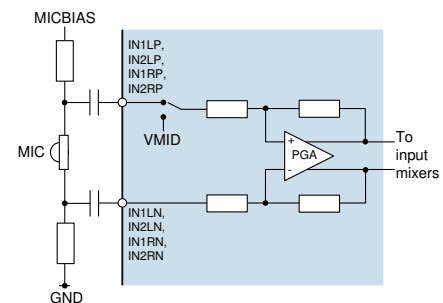 MICBIAS
IN1LP,
IN2LP,
IN1RP,
IN2RP
VMID
MIC
+
PGA
-
To
input
mixers
IN1LN,
IN2LN,
IN1RN,
IN2RN
GND